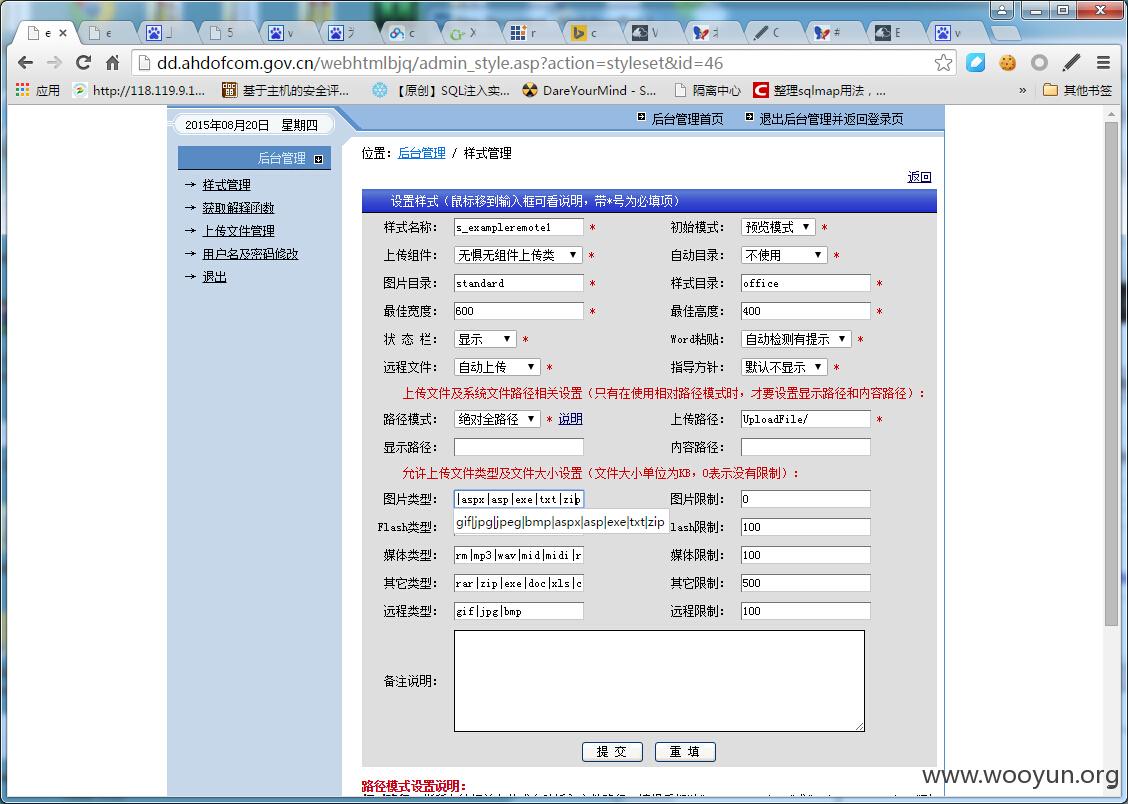 dd.ahdofcom.gov.cn/webhtmlbjq/admin_style.asp?action=styleset&id=46
应用 http://118.119.9.1... 基于主机的安全评... 【原创】SQL注入实... DareYourMind - S... 隔离中心 整理sqlmap用法，... » 其他书签
2015年08月20日 星期四
后台管理首页 退出后台管理并返回登录页
后台管理
→ 样式管理
→ 获取解释函数
→ 上传文件管理
→ 用户名及密码修改
→ 退出
位置：后台管理 / 样式管理
返回
设置样式（鼠标移到输入框可看说明，带*号为必填项）
样式名称： s_exampleremote1 * 初始模式： 预览模式 *
上传组件： 无惧无组件上传类 * 自动目录： 不使用 *
图片目录： standard * 样式目录： office *
最佳宽度： 600 * 最佳高度： 400 *
状 态 栏： 显示 * Word粘贴： 自动检测有提示 *
远程文件： 自动上传 * 指导方针： 默认不显示 *
上传文件及系统文件路径相关设置（只有在使用相对路径模式时，才要设置显示路径和内容路径）：
路径模式： 绝对全路径 * 说明 上传路径： UploadFile/ *
显示路径： 内容路径：
允许上传文件类型及文件大小设置（文件大小单位为KB，0表示没有限制）：
图片类型： |aspx|asp|exe|txt|zip 图片限制： 0
gif|jpg|jpeg|bmp|aspx|asp|exe|txt|zip
Flash类型： lash限制： 100
媒体类型： rm|mp3|wav|mid|midi|r 媒体限制： 100
其它类型： rar|zip|exe|doc|xls|c 其它限制： 500
远程类型： gif|jpg|bmp 远程限制： 100
备注说明：
提 交 重 填
路径模式设置说明：
www.wooyun.org